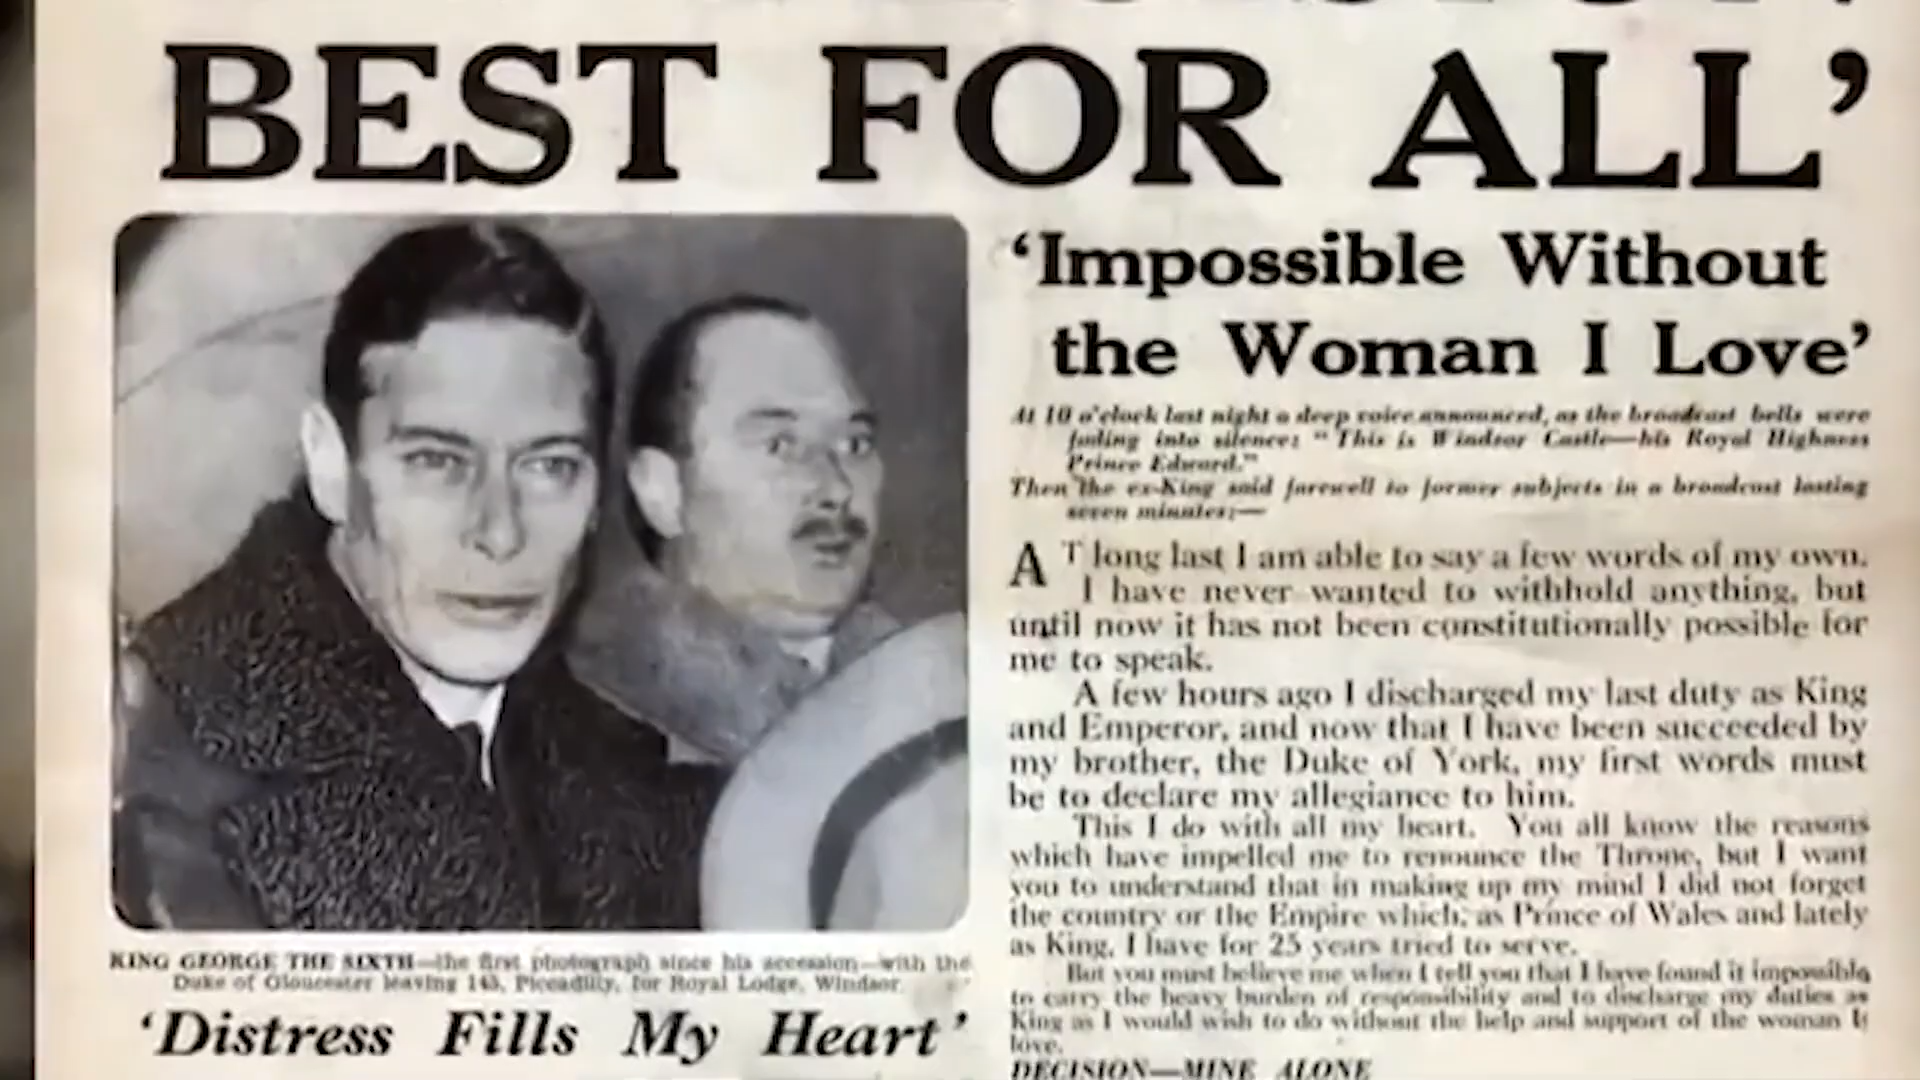 BEST FOR ALL’
‘Impossible Without
the Woman I Love’
At 10 o'clock last night a deep voice announced, as the broadcast bells were
fading into silence: “This is Windsor Castle—his Royal Highness
Prince Edward.”
Then the ex-King said farewell to former subjects in a broadcast lasting
seven minutes:—
AT long last I am able to say a few words of my own.
I have never wanted to withhold anything, but
until now it has not been constitutionally possible for
me to speak.
A few hours ago I discharged my last duty as King
and Emperor, and now that I have been succeeded by
my brother, the Duke of York, my first words must
be to declare my allegiance to him.
This I do with all my heart. You all know the reasons
which have impelled me to renounce the Throne, but I want
you to understand that in making up my mind I did not forget
the country or the Empire which, as Prince of Wales and lately
as King, I have for 25 years tried to serve.
But you must believe me when I tell you that I have found it impossible
to carry the heavy burden of responsibility and to discharge my duties as
King as I would wish to do without the help and support of the woman I
love.
DECISION—MINE ALONE
KING GEORGE THE SIXTH—the first photograph since his accession—with the
Duke of Gloucester leaving 145, Piccadilly, for Royal Lodge, Windsor.
‘Distress Fills My Heart’